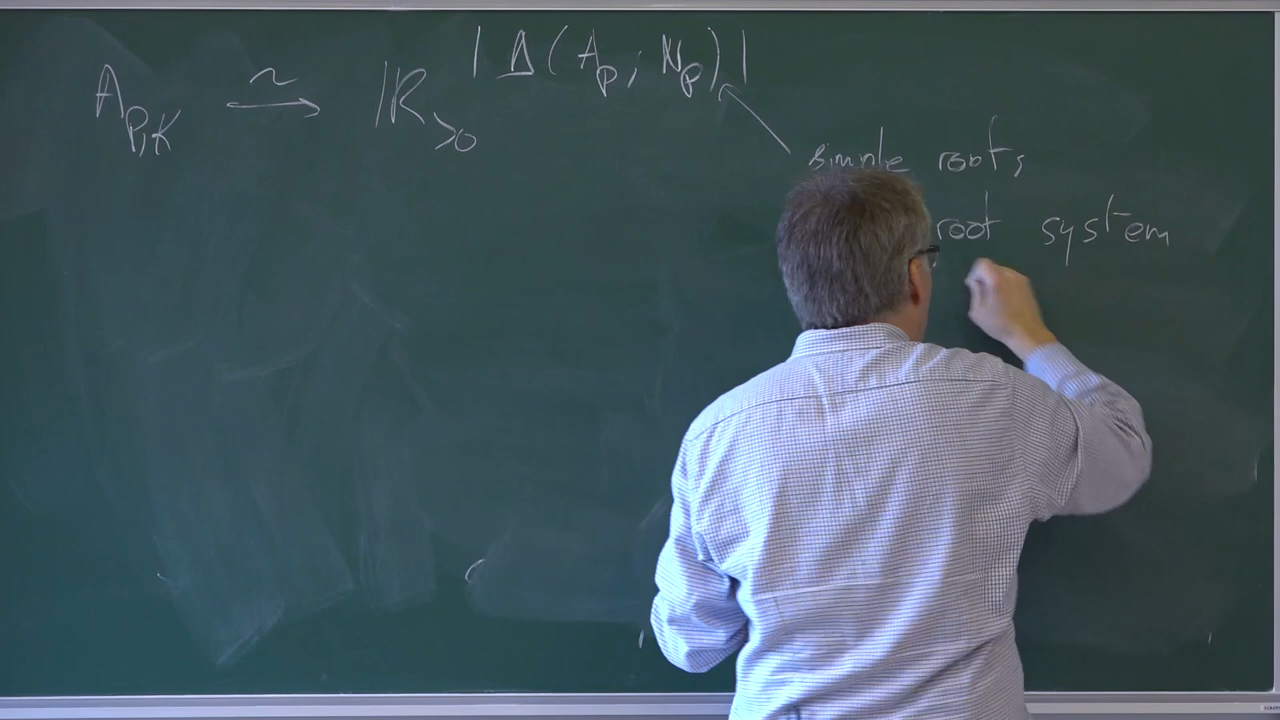 A_{P,K} ⥲ ℝ_{>0}^{|Δ(A_P, N_P)|}
simple roots
root system